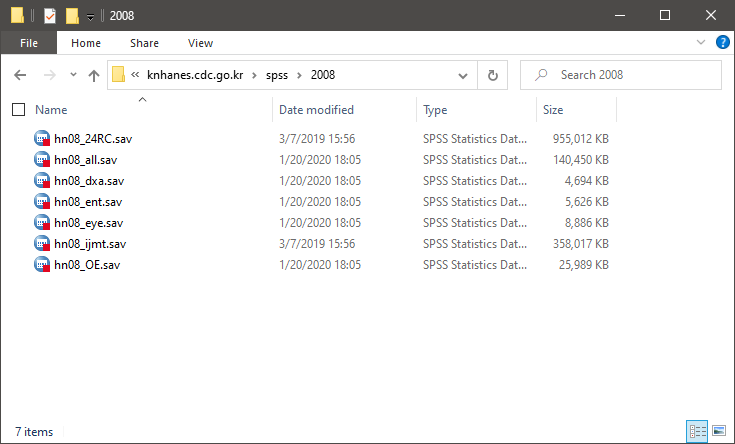 2008
File Home Share View
« knhanes.cdc.go.kr › spss › 2008 Search 2008
Name Date modified Type Size
hn08_24RC.sav 3/7/2019 15:56 SPSS Statistics Dat... 955,012 KB
hn08_all.sav 1/20/2020 18:05 SPSS Statistics Dat... 140,450 KB
hn08_dxa.sav 1/20/2020 18:05 SPSS Statistics Dat... 4,694 KB
hn08_ent.sav 1/20/2020 18:05 SPSS Statistics Dat... 5,626 KB
hn08_eye.sav 1/20/2020 18:05 SPSS Statistics Dat... 8,886 KB
hn08_ijmt.sav 3/7/2019 15:56 SPSS Statistics Dat... 358,017 KB
hn08_OE.sav 1/20/2020 18:05 SPSS Statistics Dat... 25,989 KB
7 items